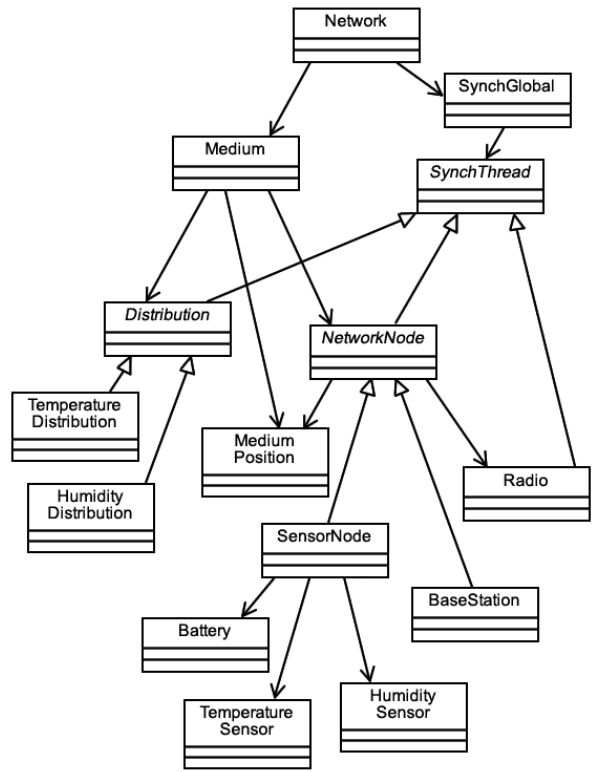 Network
SynchGlobal
Medium
SynchThread
Distribution
NetworkNode
Temperature
Distribution
Medium
Position
Humidity
Distribution
Radio
SensorNode
BaseStation
Battery
Temperature
Sensor
Humidity
Sensor